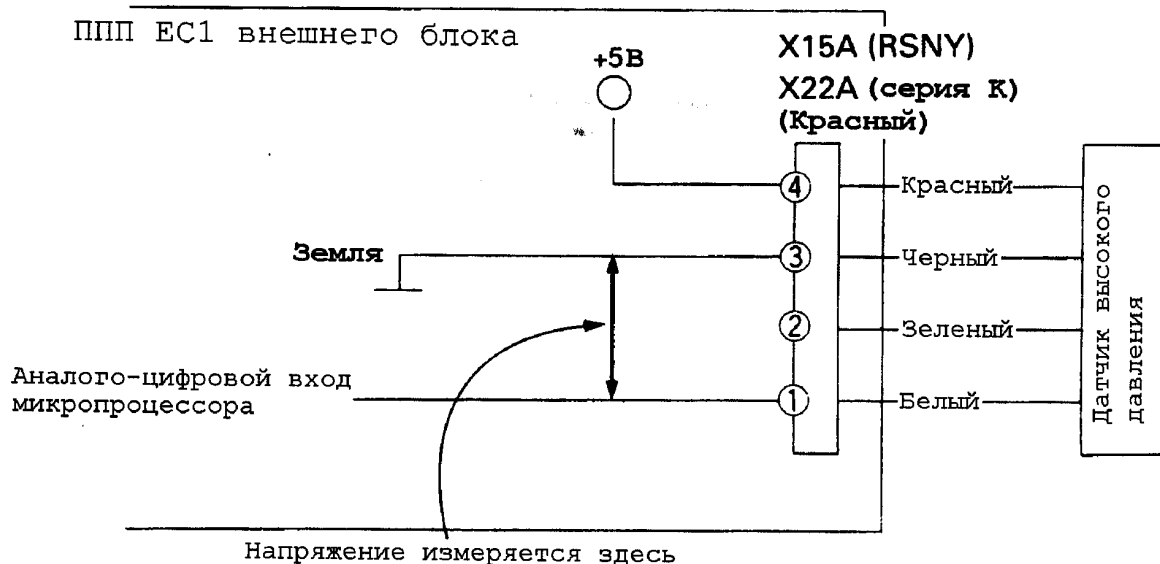 ППП EC1 внешнего блока
+5В
X15A (RSNY)
X22A (серия K)
(Красный)
4
Красный
Земля
3
Черный
2
Зеленый
Аналого-цифровой вход
микропроцессора
1
Белый
Датчик высокого
давления
Напряжение измеряется здесь